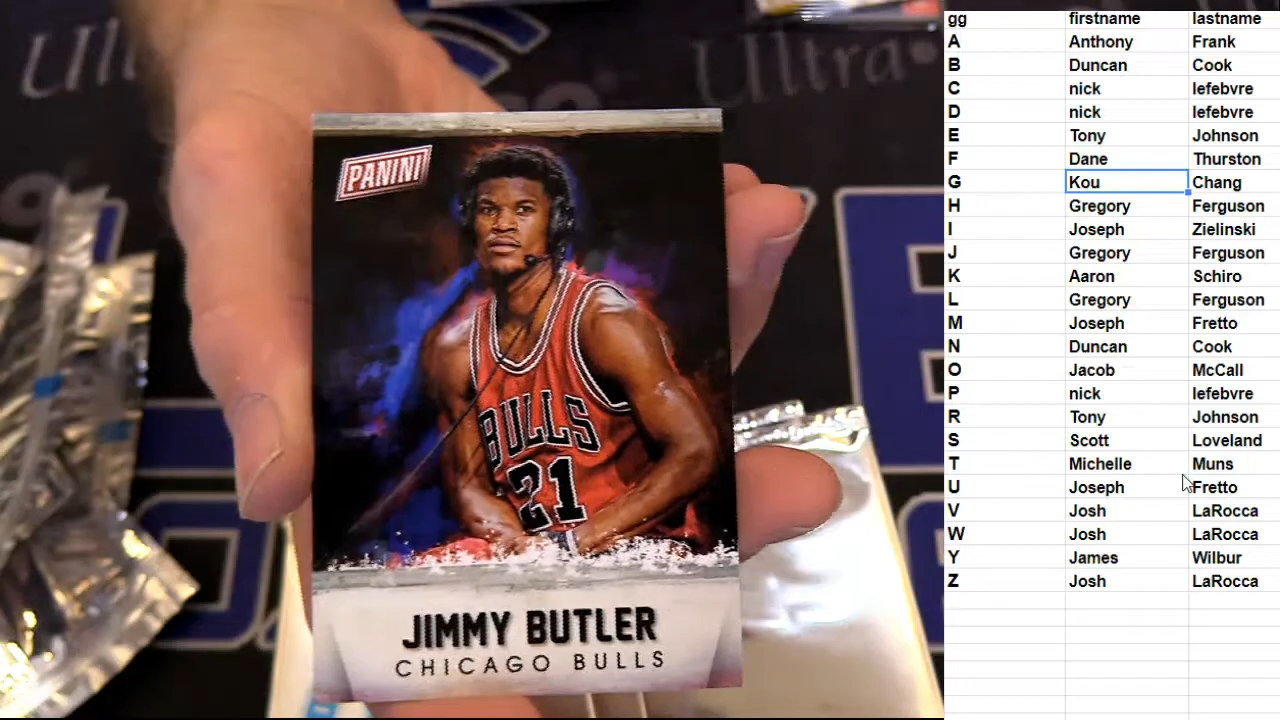 Ultra
Ultra
PANINI
BULLS
21
JIMMY BUTLER
CHICAGO BULLS
gg firstname lastname
A Anthony Frank
B Duncan Cook
C nick lefebvre
D nick lefebvre
E Tony Johnson
F Dane Thurston
G Kou Chang
H Gregory Ferguson
I Joseph Zielinski
J Gregory Ferguson
K Aaron Schiro
L Gregory Ferguson
M Joseph Fretto
N Duncan Cook
O Jacob McCall
P nick lefebvre
R Tony Johnson
S Scott Loveland
T Michelle Muns
U Joseph Fretto
V Josh LaRocca
W Josh LaRocca
Y James Wilbur
Z Josh LaRocca